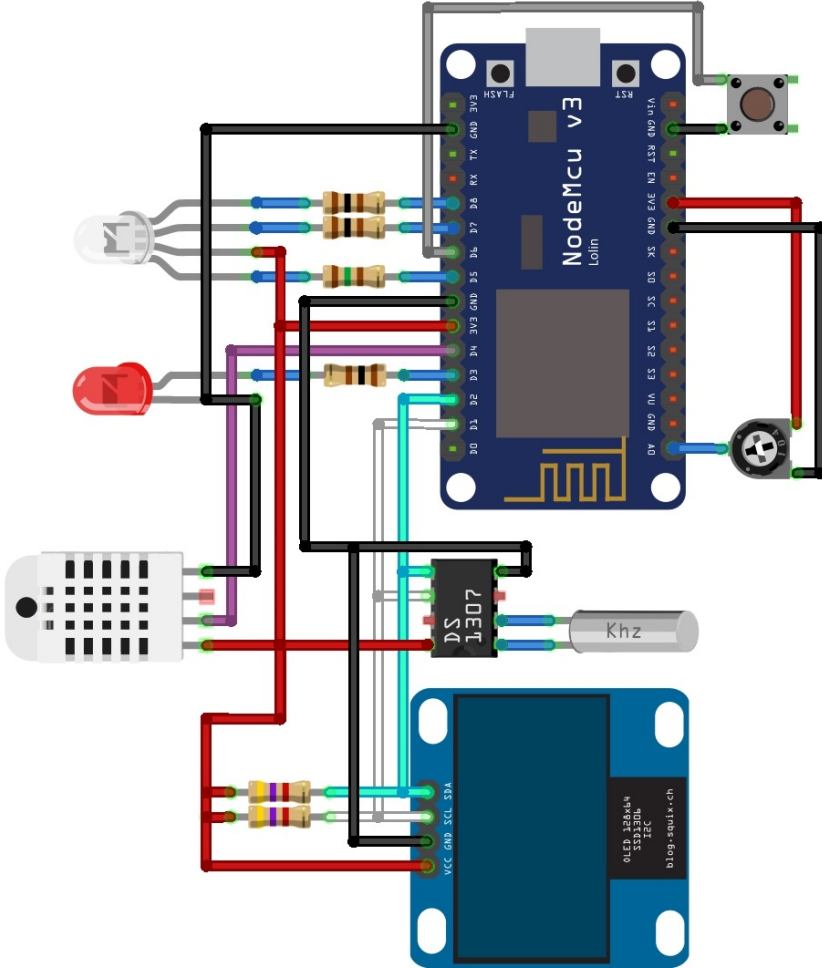 FLASH
RST
NodeMcu v3
Lolin
3V3
GND
TX
RX
D8
D7
D6
D5
GND
3V3
D4
D3
D2
D1
D0
Vin
GND
RST
EN
3V3
GND
SK
SO
SC
S1
S2
S3
VU
GND
A0
DS
1307
Khz
SDA
SCL
GND
VCC
OLED 128x64
SSD1306
I2C
blog.squix.ch